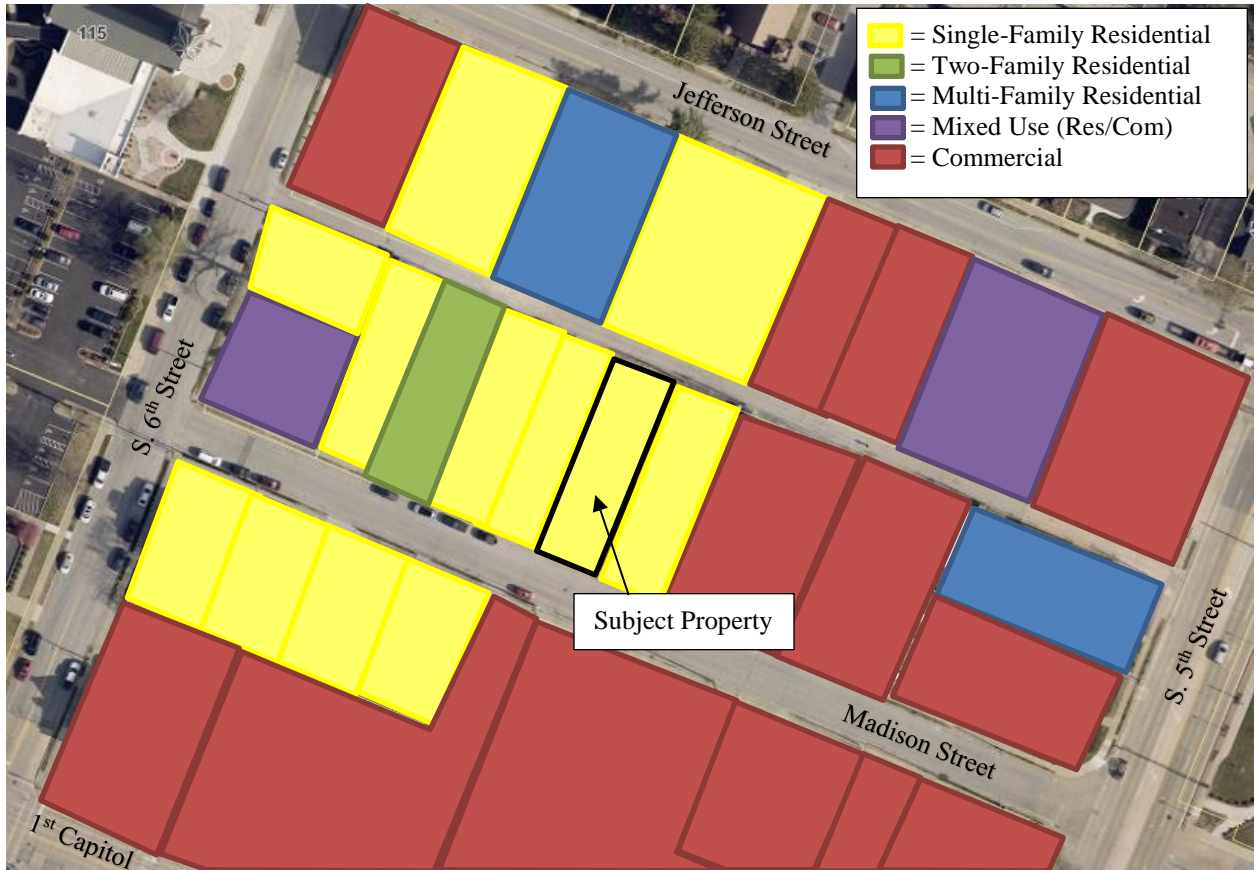 115
= Single-Family Residential
= Two-Family Residential
= Multi-Family Residential
= Mixed Use (Res/Com)
= Commercial
Jefferson Street
S. 6th Street
Subject Property
S. 5th Street
Madison Street
1st Capitol